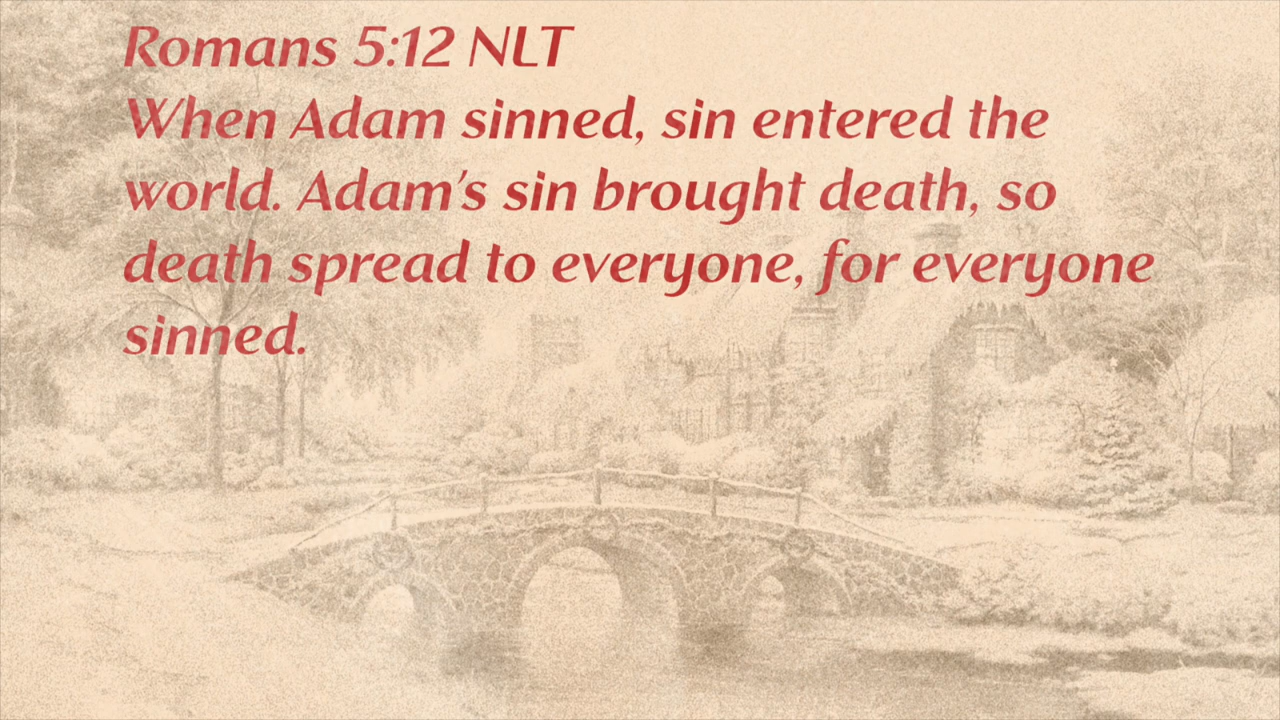 Romans 5:12 NLT
When Adam sinned, sin entered the
world. Adam's sin brought death, so
death spread to everyone, for everyone
sinned.